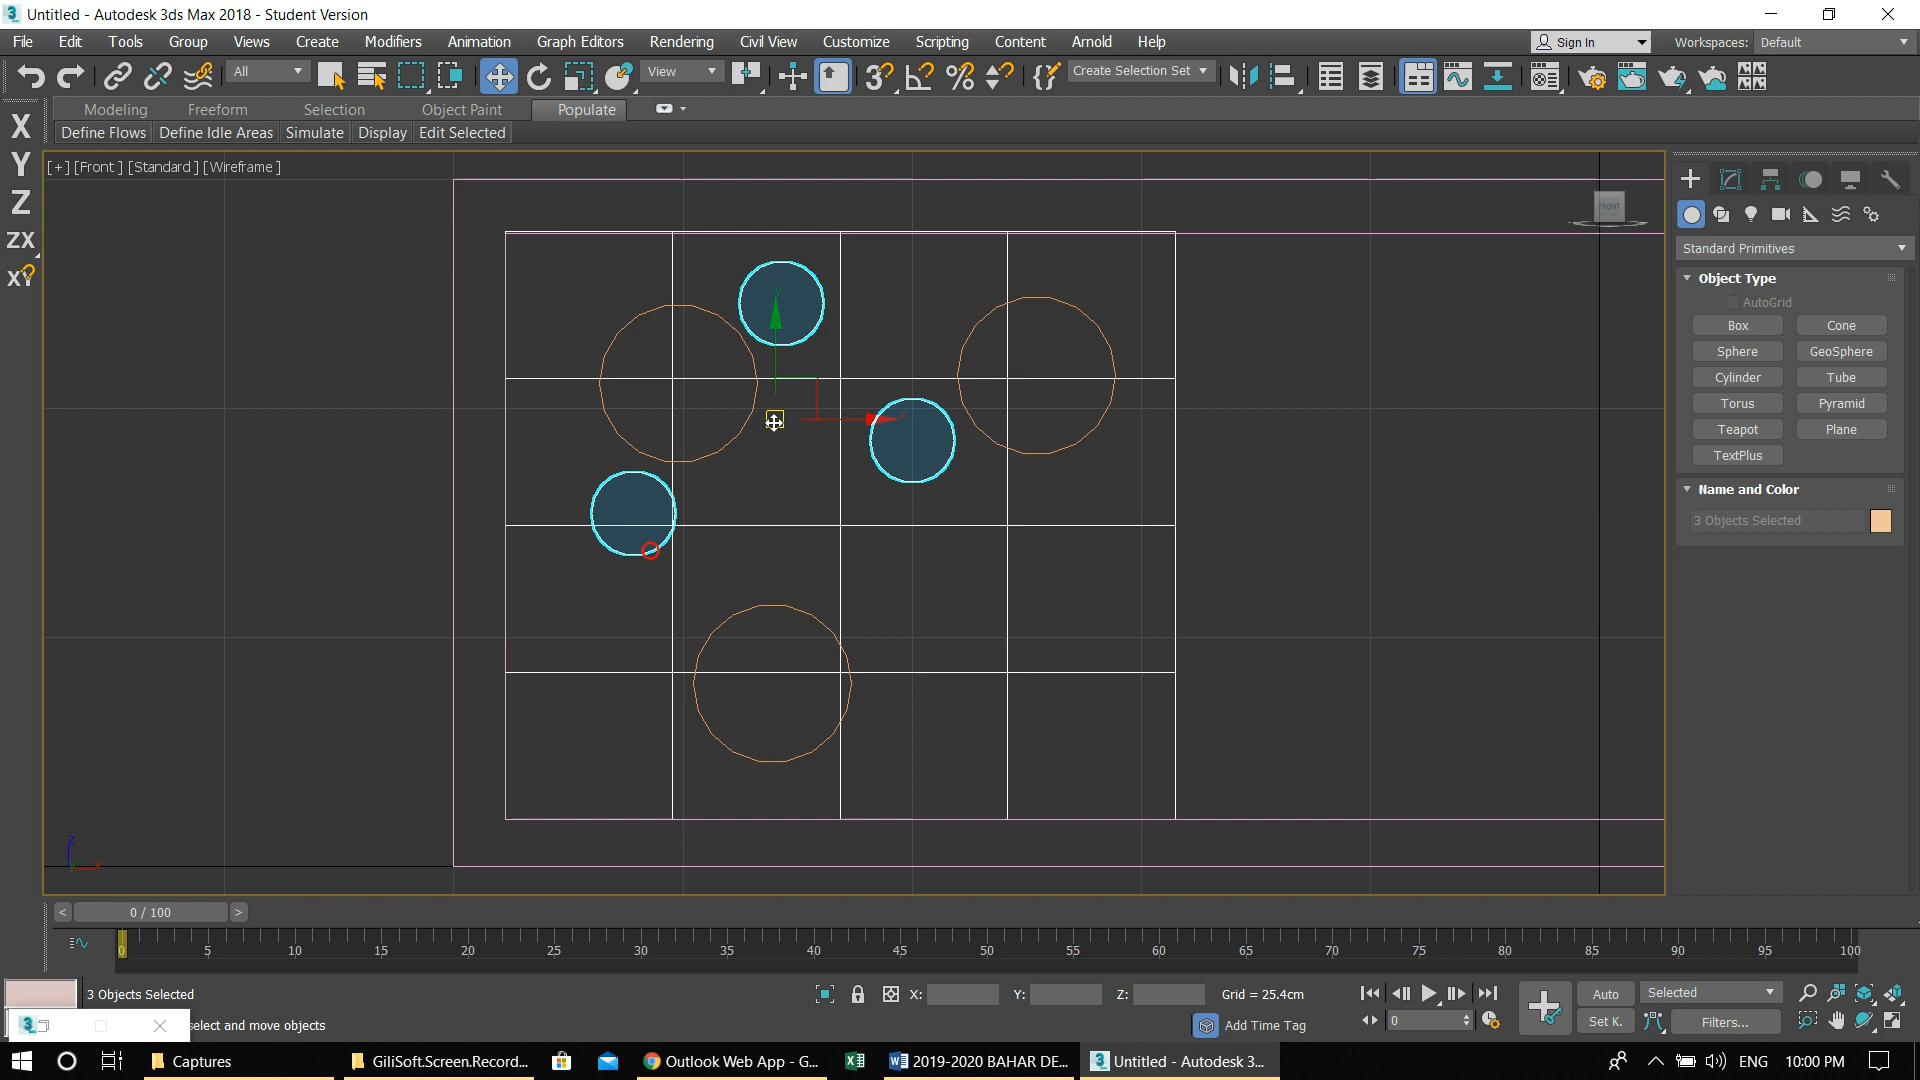 Untitled - Autodesk 3ds Max 2018 - Student Version
File Edit Tools Group Views Create Modifiers Animation Graph Editors Rendering Civil View Customize Scripting Content Arnold Help
Sign In Workspaces: Default
All View Create Selection Set
Modeling Freeform Selection Object Paint Populate
Define Flows Define Idle Areas Simulate Display Edit Selected
X
Y
Z
ZX
XY
[+] [Front ] [Standard ] [Wireframe ]
FRONT
Standard Primitives
Object Type
AutoGrid
Box Cone
Sphere GeoSphere
Cylinder Tube
Torus Pyramid
Teapot Plane
TextPlus
Name and Color
3 Objects Selected
y
x
z
x
< 0 / 100 >
0 5 10 15 20 25 30 35 40 45 50 55 60 65 70 75 80 85 90 95 100
3 Objects Selected X: Y: Z: Grid = 25.4cm Auto Selected
select and move objects Add Time Tag 0 Set K. Filters...
Captures GiliSoft.Screen.Record... Outlook Web App - G... 2019-2020 BAHAR DE... Untitled - Autodesk 3... ENG 10:00 PM